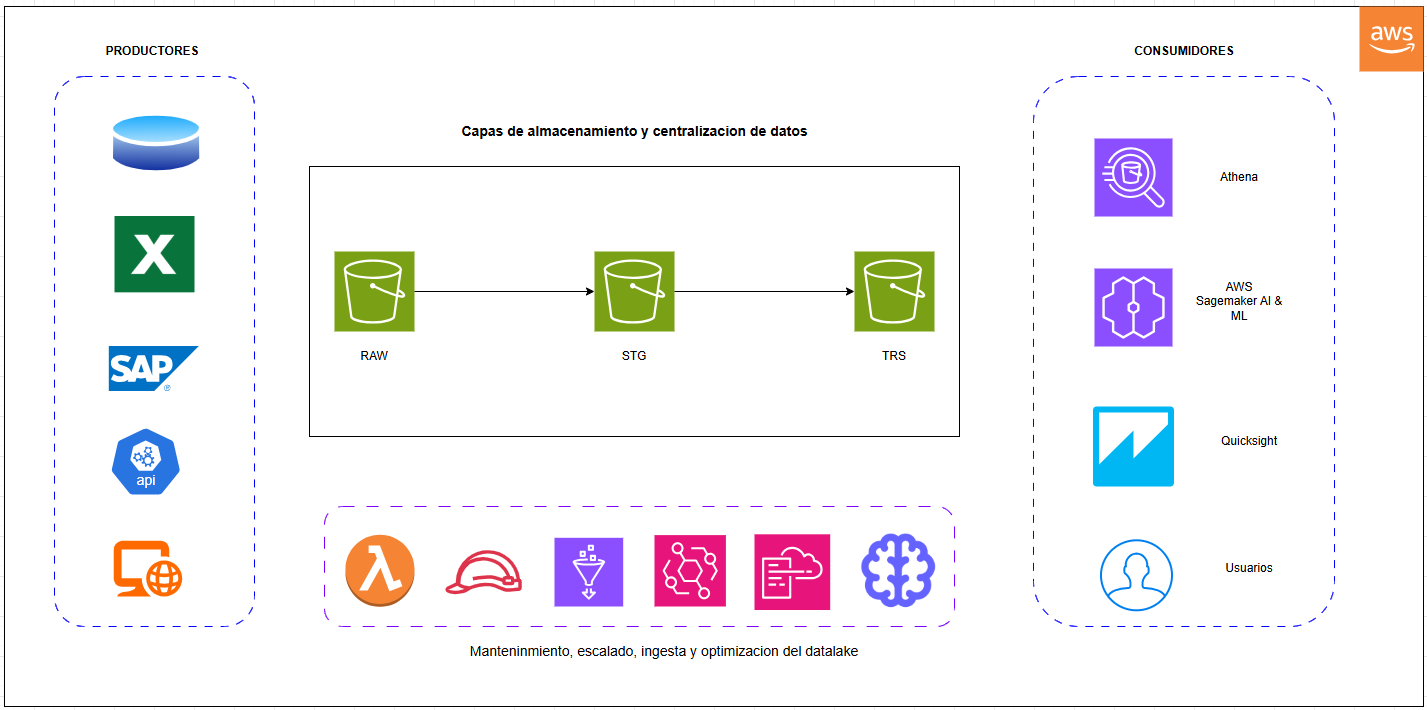 aws
PRODUCTORES
CONSUMIDORES
Capas de almacenamiento y centralizacion de datos
X
SAP
®
api
RAW
STG
TRS
Athena
AWS
Sagemaker AI &
ML
Quicksight
Usuarios
Manteninmiento, escalado, ingesta y optimizacion del datalake